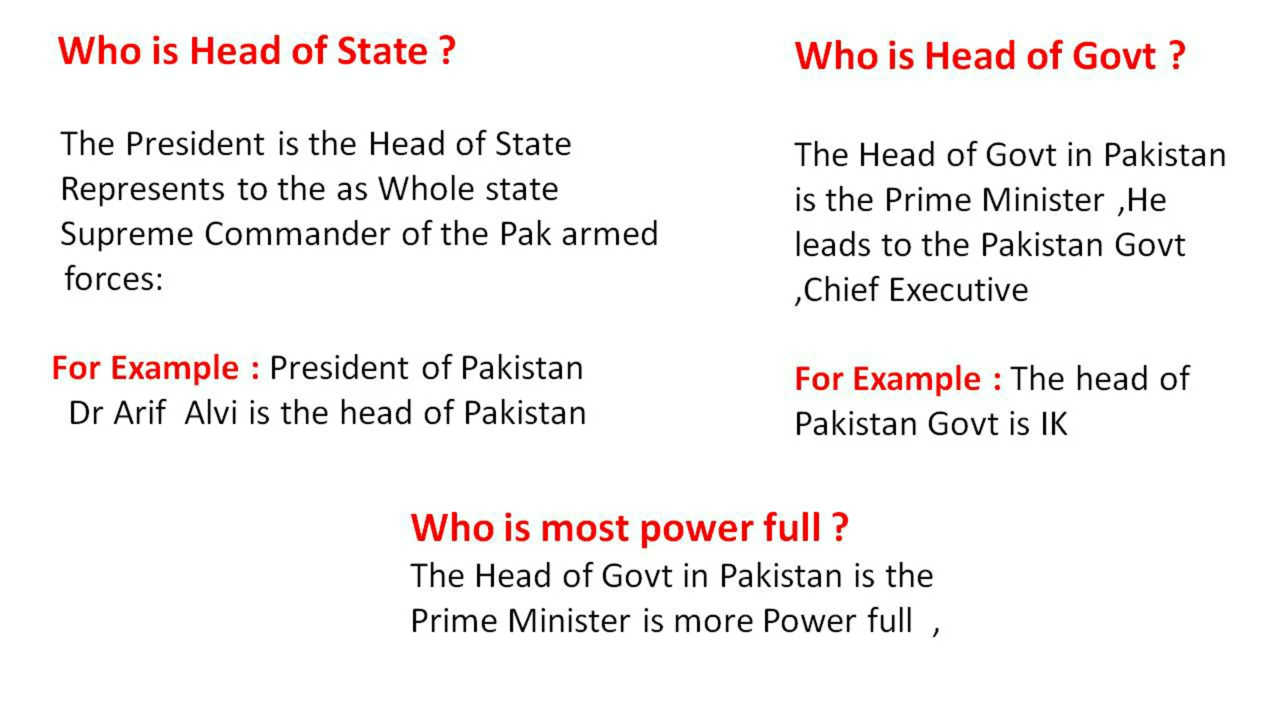 Who is Head of State ?
The President is the Head of State
Represents to the as Whole state
Supreme Commander of the Pak armed
forces:
For Example : President of Pakistan
Dr Arif Alvi is the head of Pakistan
Who is Head of Govt ?
The Head of Govt in Pakistan
is the Prime Minister ,He
leads to the Pakistan Govt
,Chief Executive
For Example : The head of
Pakistan Govt is IK
Who is most power full ?
The Head of Govt in Pakistan is the
Prime Minister is more Power full ,